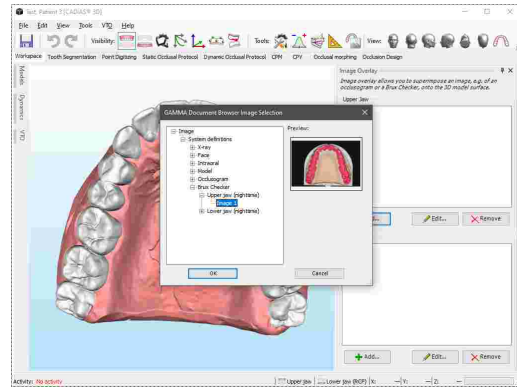 Test, Patient 7 [CADIAS® 3D]
File Edit View Tools VTO Help
Visibility: Tools: View:
Workspace Tooth Segmentation Point Digitizing Static Occlusal Protocol Dynamic Occlusal Protocol CPM CPV Occlusal morphing Occlusion Design
Models
Dynamics
VTO
Image Overlay
Image overlay allows you to superimpose an image, e.g. of an
occlusogram or a Brux Checker, onto the 3D model surface.
Upper Jaw
GAMMA Document Browser Image Selection
Image
System definitions
X-ray
Face
Intraoral
Model
Occlusogram
Brux Checker
Upper jaw (nighttime)
Image 1
Lower jaw (nighttime)
Preview:
OK
Cancel
Edit...
Remove
Add...
Edit...
Remove
Activity: No activity
Upper Jaw Lower Jaw (RCP) X: Y: Z: